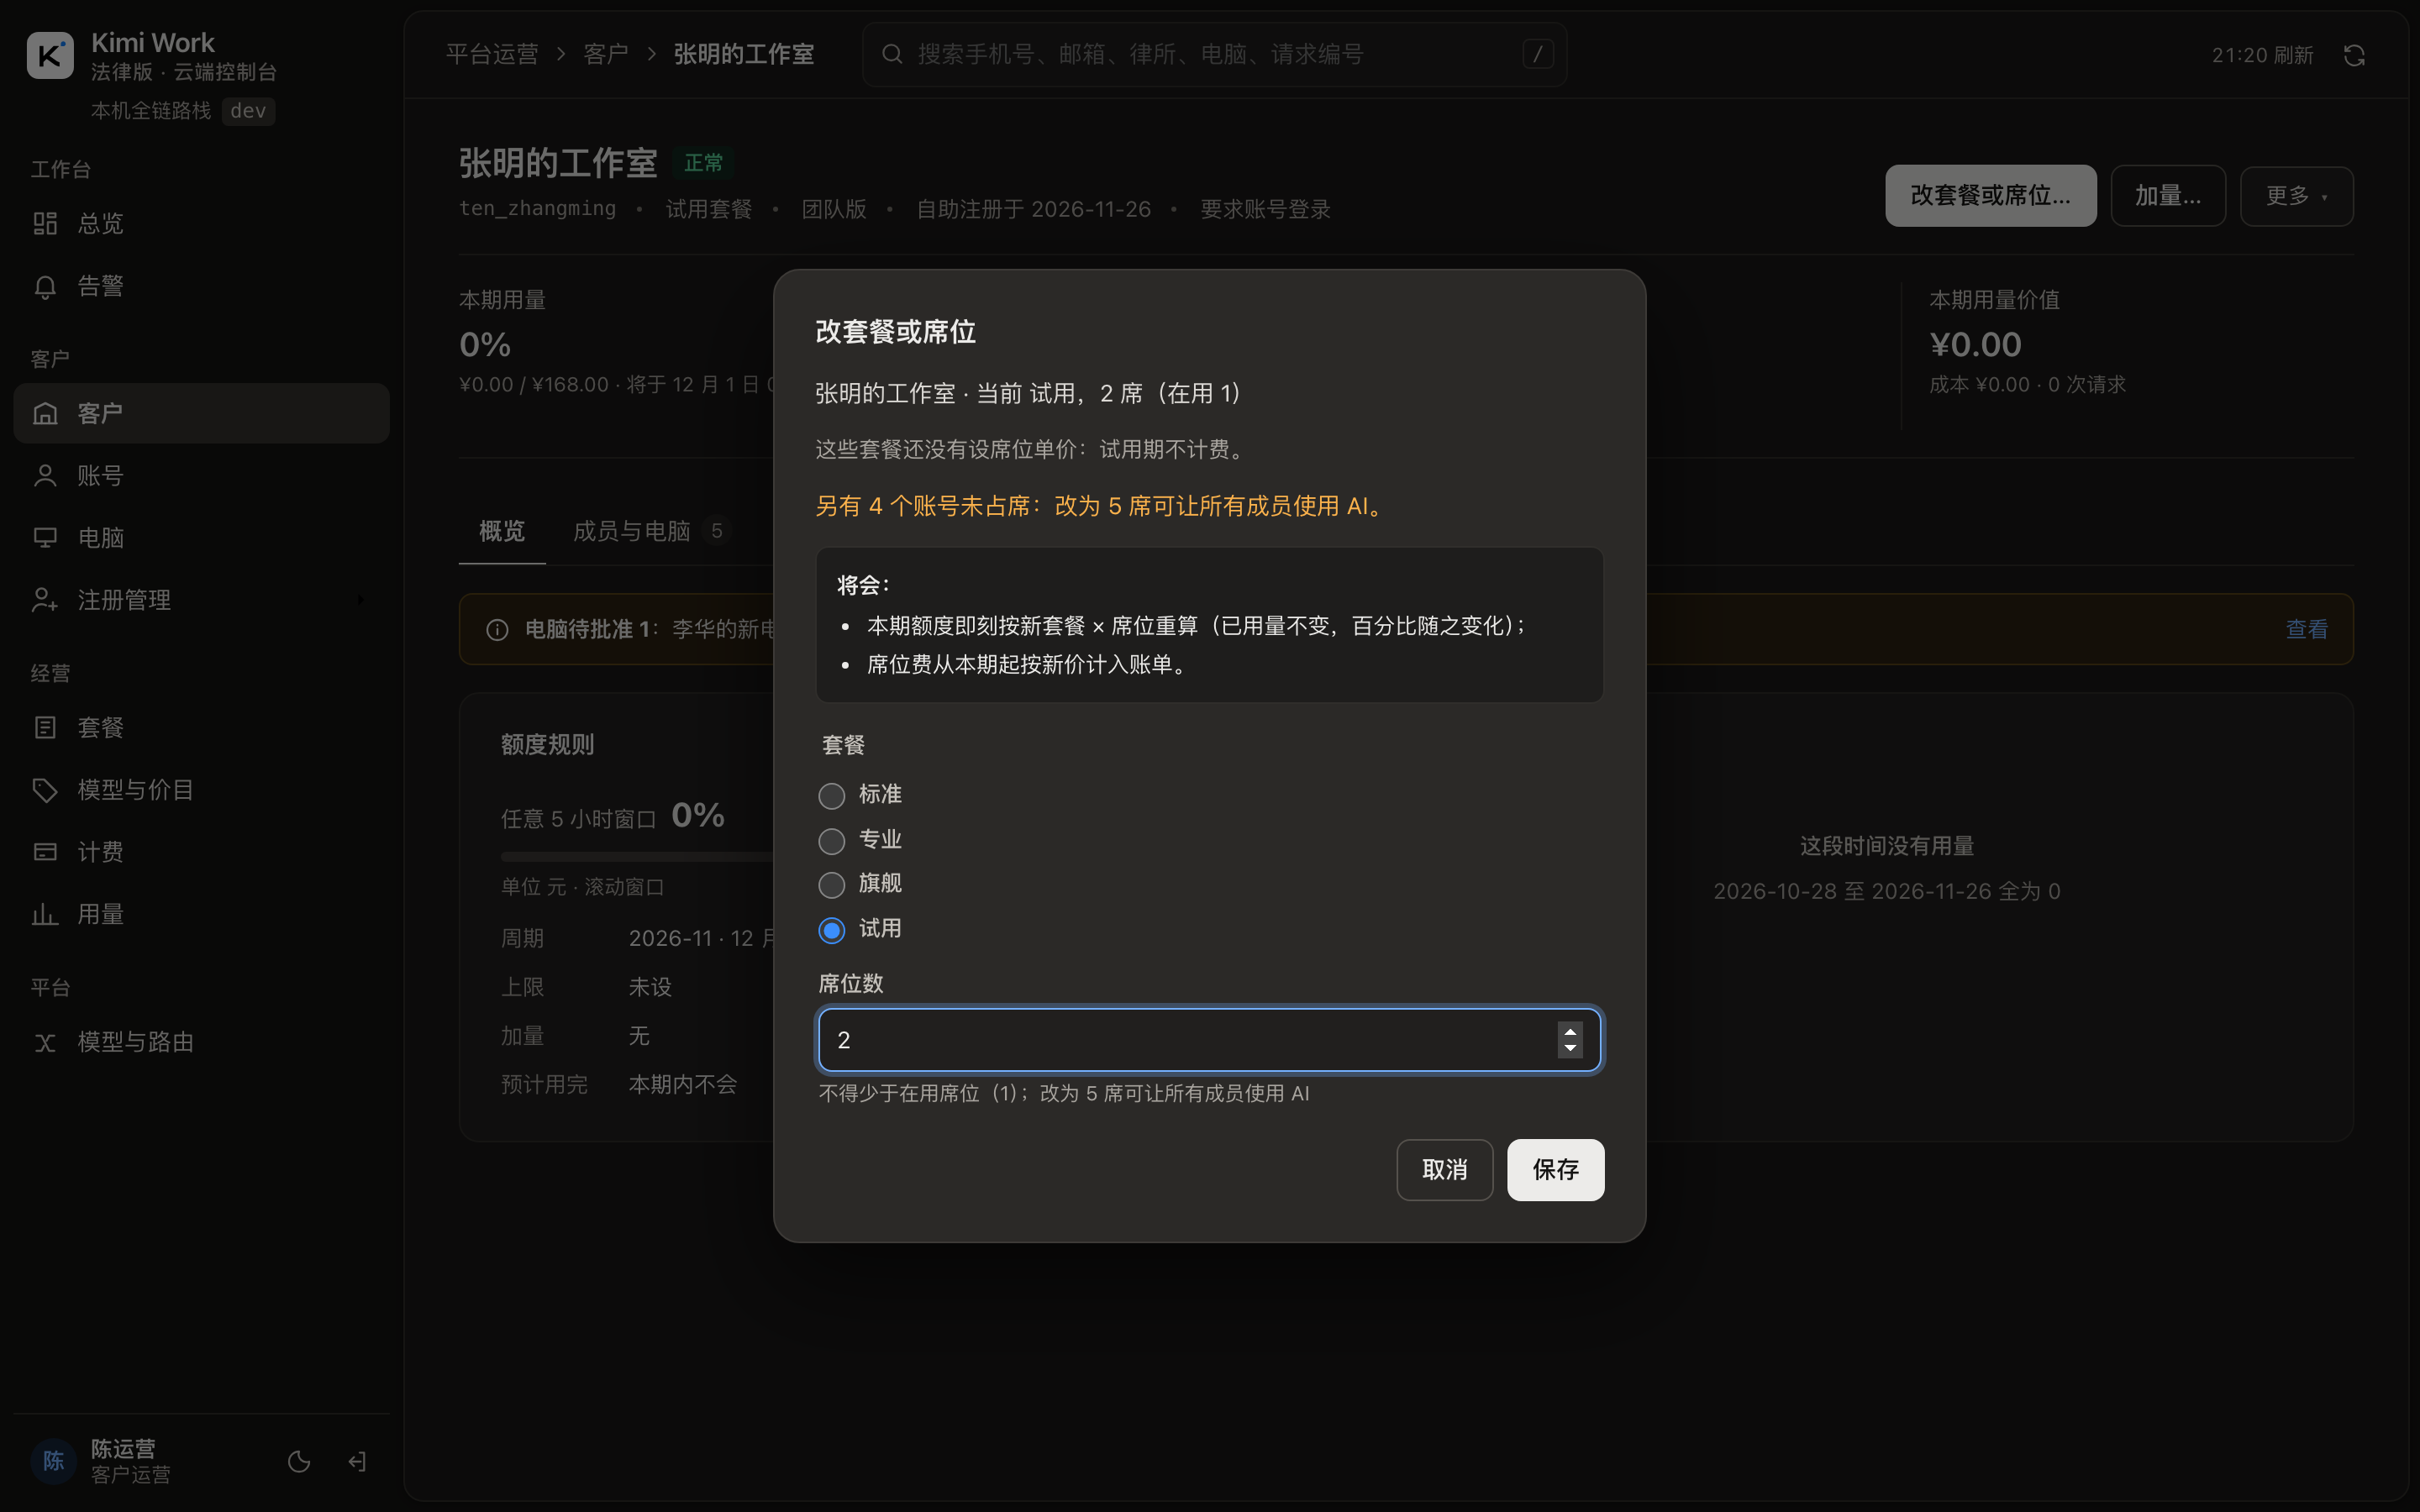 Kimi Work
法律版 · 云端控制台
本机全链路栈 dev
工作台
总览
告警
客户
客户
账号
电脑
注册管理
经营
套餐
模型与价目
计费
用量
平台
模型与路由
陈 陈运营
客户运营
平台运营 > 客户 > 张明的工作室
搜索手机号、邮箱、律所、电脑、请求编号 /
21:20 刷新
张明的工作室 正常
ten_zhangming • 试用套餐 • 团队版 • 自助注册于 2026-11-26 • 要求账号登录
改套餐或席位...
加量...
更多
本期用量
0%
¥0.00 / ¥168.00 · 将于 12 月 1 日
本期用量价值
¥0.00
成本 ¥0.00 · 0 次请求
概览
成员与电脑 5
电脑待批准 1：李华的新电
查看
额度规则
任意 5 小时窗口 0%
单位 元 · 滚动窗口
周期 2026-11 · 12 月
上限 未设
加量 无
预计用完 本期内不会
这段时间没有用量
2026-10-28 至 2026-11-26 全为 0
改套餐或席位
张明的工作室 · 当前 试用，2 席（在用 1）
这些套餐还没有设席位单价：试用期不计费。
另有 4 个账号未占席：改为 5 席可让所有成员使用 AI。
将会：
• 本期额度即刻按新套餐 × 席位重算（已用量不变，百分比随之变化）；
• 席位费从本期起按新价计入账单。
套餐
标准
专业
旗舰
试用
席位数
2
不得少于在用席位（1）；改为 5 席可让所有成员使用 AI
取消
保存